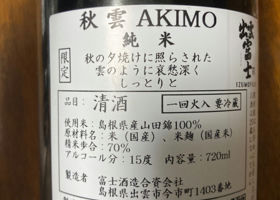 秋雲 AKIMO
純米
限定
秋の夕焼けに照らされた
雲のように哀愁深く
しっとりと
品目：清酒
一回火入 要冷蔵
使用米：島根県産山田錦100%
原材料名：米（国産）、米麹（国産米）
精米歩合：70%
アルコール分：15度 内容量：720ml
製造者 富士酒造合資会社
島根県出雲市今市町1403番地
富士